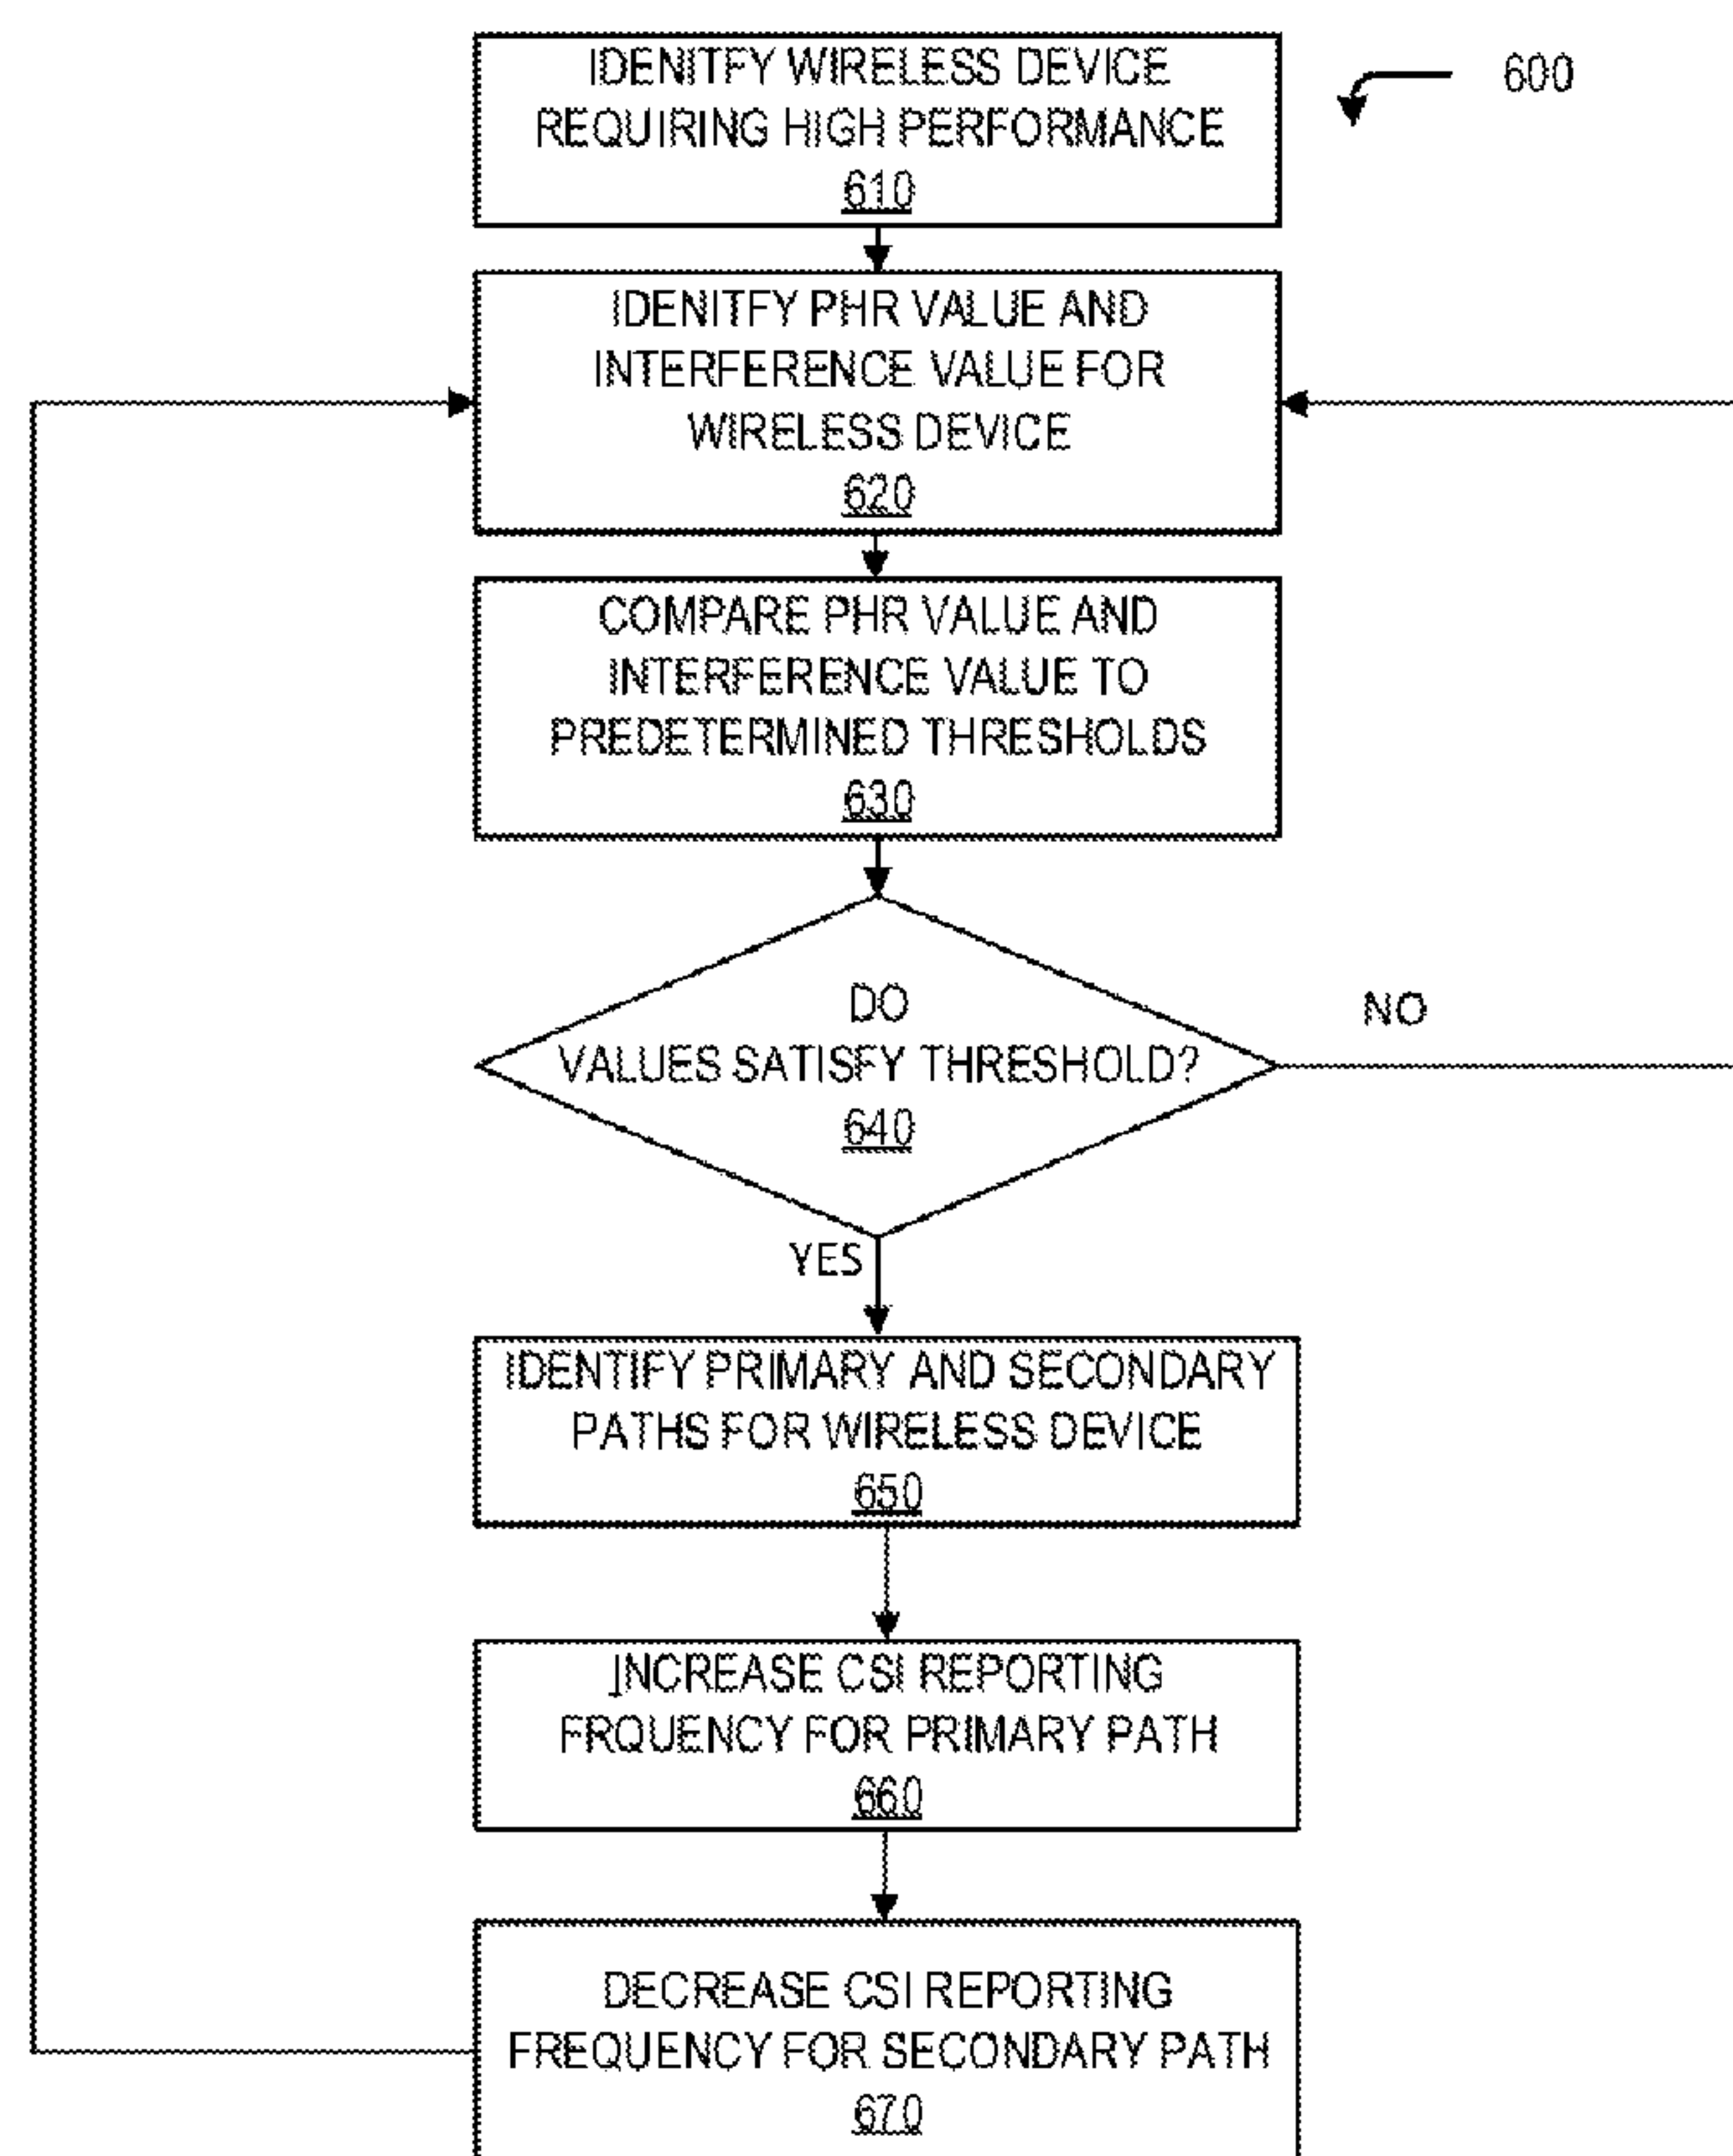 IDENITFY WIRELESS DEVICE
600
REQUIRING HIGH PERFORMANCE
610
IDENITFY PHR VALUE AND
INTERFERENCE VALUE FOR
WIRELESS DEVICE
620
COMPARE PHR VALUE AND
INTERFERENCE VALUE TO
PREDETERMINED THRESHOLDS
630
DO
VALUES SATISFY THRESHOLD?
640
NO
YES
IDENTIFY PRIMARY AND SECONDARY
PATHS FOR WIRELESS DEVICE
650
INCREASE CSI REPORTING
FRQUENCY FOR PRIMARY PATH
660
DECREASE CSI REPORTING
FREQUENCY FOR SECONDARY PATH
670